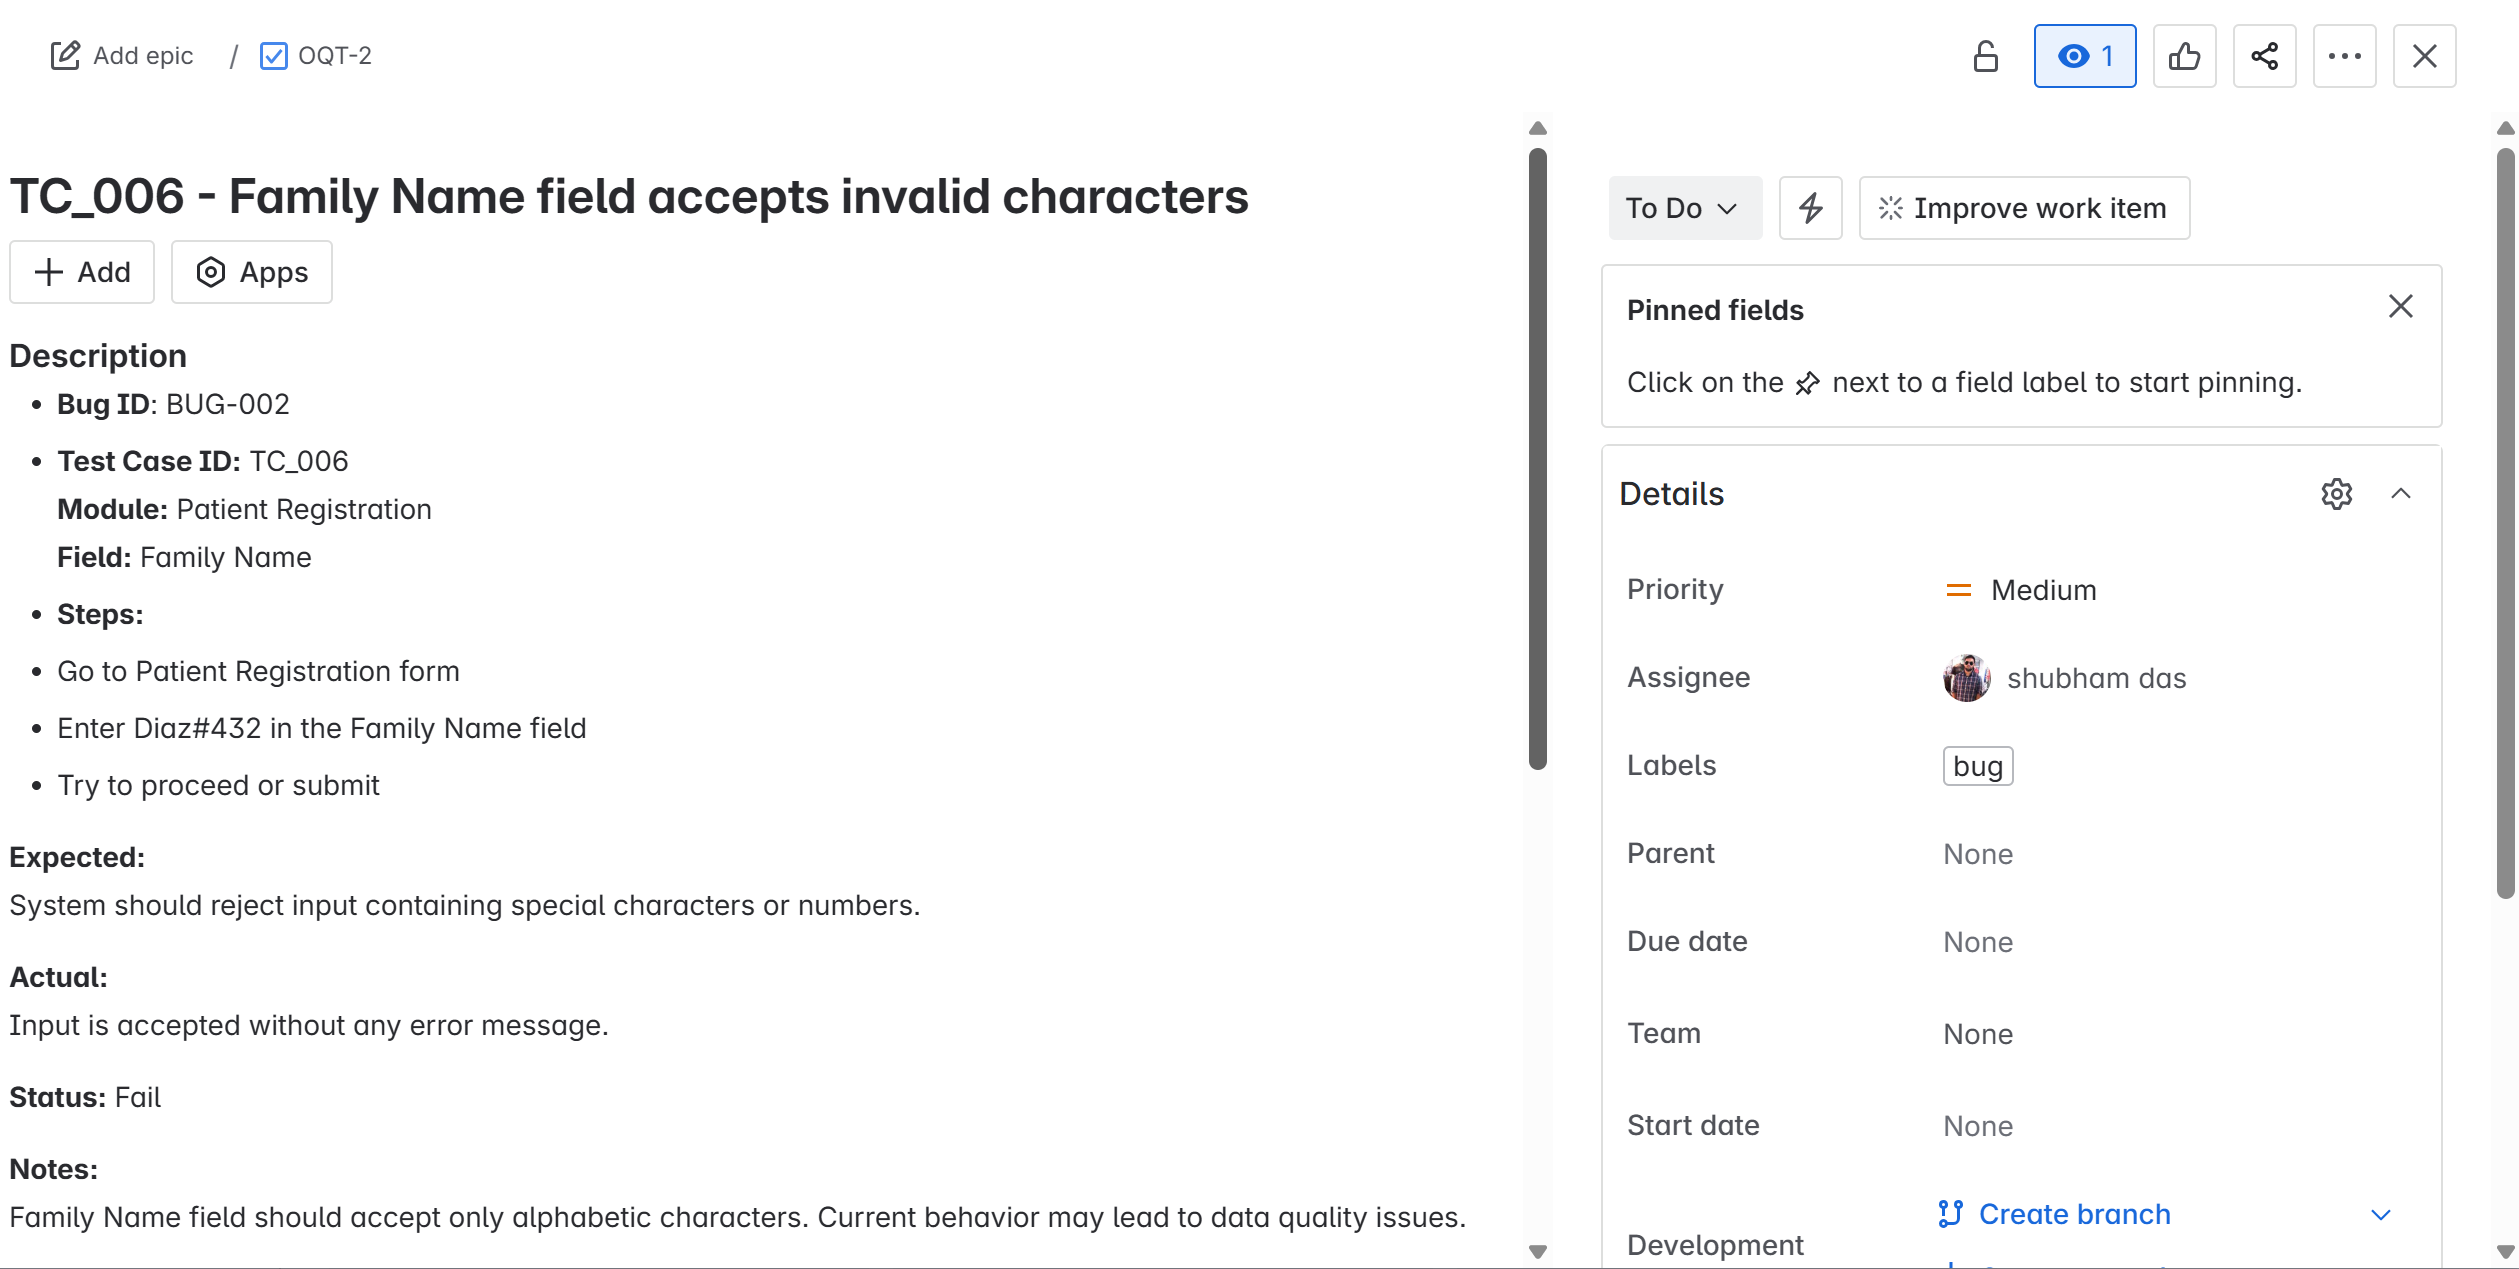 Add epic / OQT-2
1
TC_006 - Family Name field accepts invalid characters
Add
Apps
Description
• Bug ID: BUG-002
• Test Case ID: TC_006
Module: Patient Registration
Field: Family Name
• Steps:
• Go to Patient Registration form
• Enter Diaz#432 in the Family Name field
• Try to proceed or submit
Expected:
System should reject input containing special characters or numbers.
Actual:
Input is accepted without any error message.
Status: Fail
Notes:
Family Name field should accept only alphabetic characters. Current behavior may lead to data quality issues.
To Do
Improve work item
Pinned fields
Click on the next to a field label to start pinning.
Details
Priority
Medium
Assignee
shubham das
Labels
bug
Parent
None
Due date
None
Team
None
Start date
None
Development
Create branch